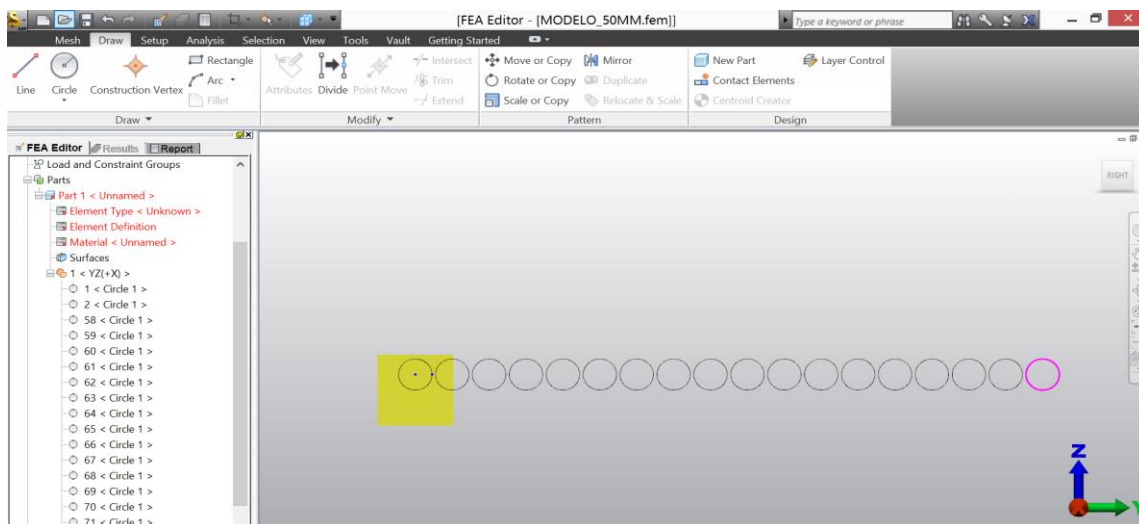 [FEA Editor - [MODELO_50MM.fem]]
Type a keyword or phrase
Mesh Draw Setup Analysis Selection View Tools Vault Getting Started
Line
Circle
Construction Vertex
Rectangle
Arc
Fillet
Draw
Attributes
Divide
Point Move
Intersect
Trim
Extend
Modify
Move or Copy
Mirror
Rotate or Copy
Duplicate
Scale or Copy
Relocate & Scale
Pattern
New Part
Layer Control
Contact Elements
Centroid Creator
Design
FEA Editor
Results
Report
Load and Constraint Groups
Parts
Part 1 < Unnamed >
Element Type < Unknown >
Element Definition
Material < Unnamed >
Surfaces
1 < YZ(+X) >
1 < Circle 1 >
2 < Circle 1 >
58 < Circle 1 >
59 < Circle 1 >
60 < Circle 1 >
61 < Circle 1 >
62 < Circle 1 >
63 < Circle 1 >
64 < Circle 1 >
65 < Circle 1 >
66 < Circle 1 >
67 < Circle 1 >
68 < Circle 1 >
69 < Circle 1 >
70 < Circle 1 >
71 < Circle 1 >
RIGHT
Z
Y